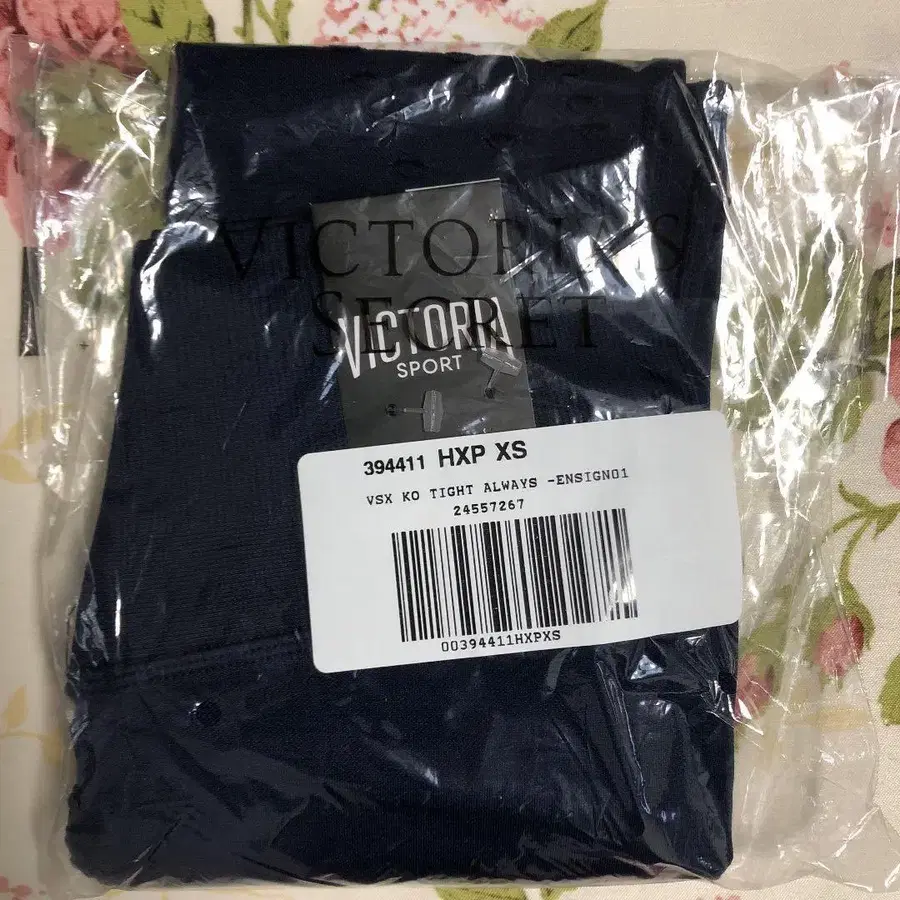 VICTORIA'S
SECRET
VICTORIA
SPORT
394411 HXP XS
VSX KO TIGHT ALWAYS -ENSIGN01
24557267
00394411HXPXS